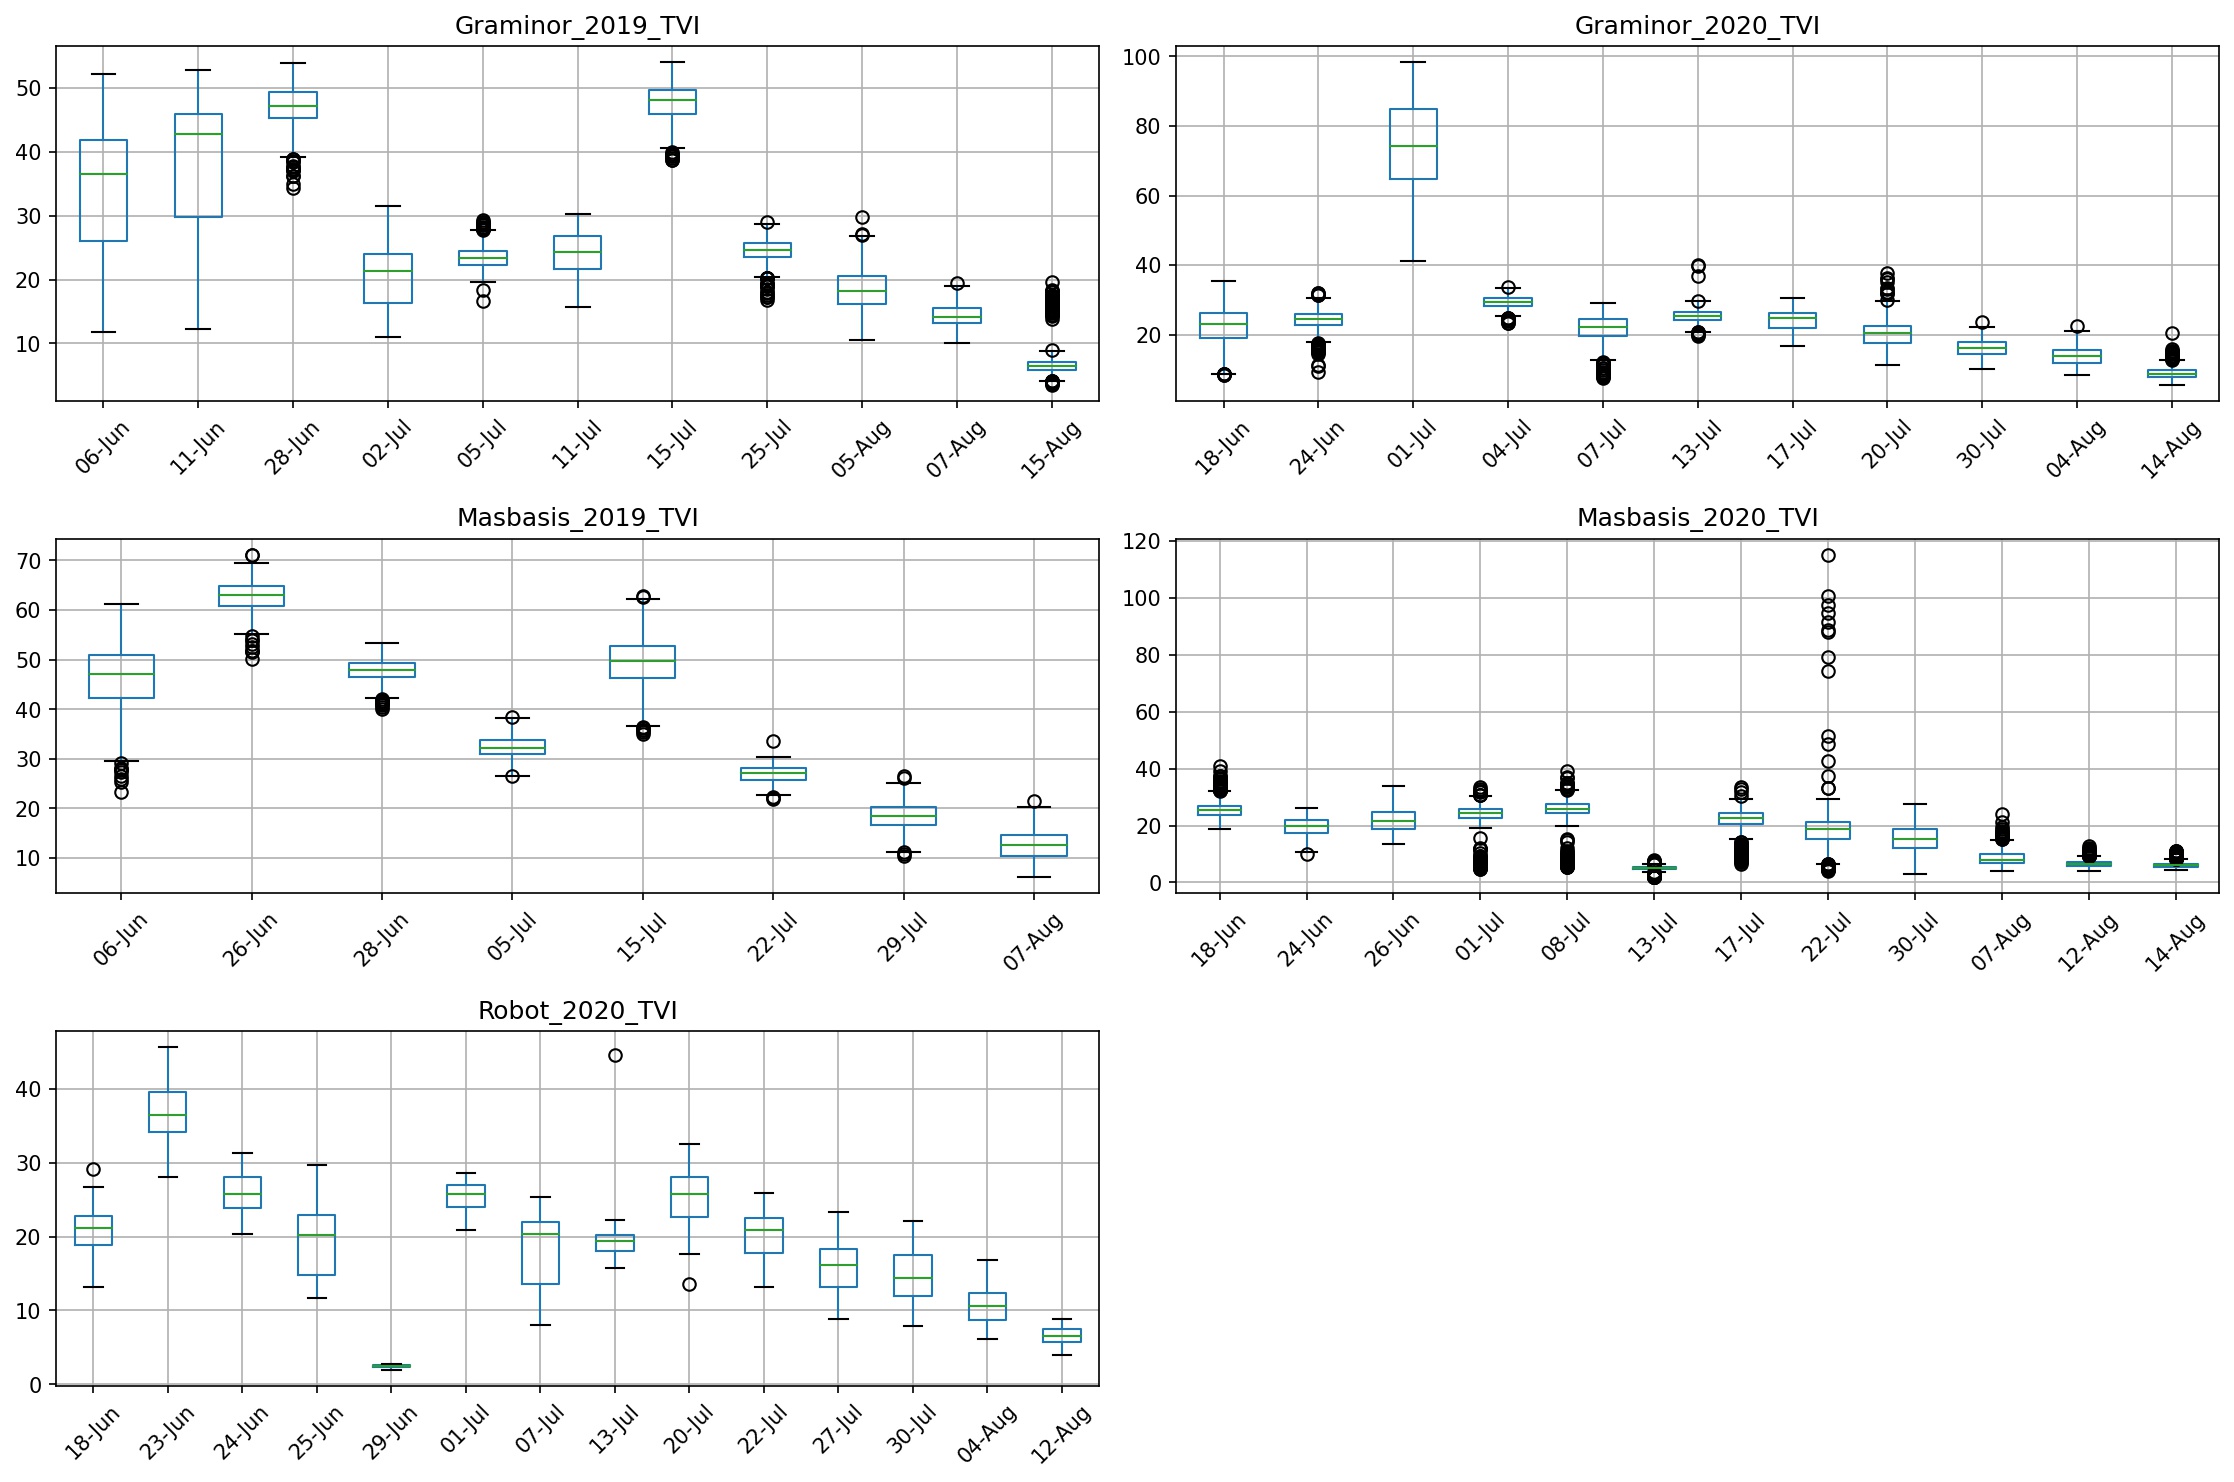 Graminor_2019_TVI
50
40
30
20
10
06-Jun 11-Jun 28-Jun 02-Jul 05-Jul 11-Jul 15-Jul 25-Jul 05-Aug 07-Aug 15-Aug
Graminor_2020_TVI
100
80
60
40
20
18-Jun 24-Jun 01-Jul 04-Jul 07-Jul 13-Jul 17-Jul 20-Jul 30-Jul 04-Aug 14-Aug
Masbasis_2019_TVI
70
60
50
40
30
20
10
06-Jun 26-Jun 28-Jun 05-Jul 15-Jul 22-Jul 29-Jul 07-Aug
Masbasis_2020_TVI
120
100
80
60
40
20
0
18-Jun 24-Jun 26-Jun 01-Jul 08-Jul 13-Jul 17-Jul 22-Jul 30-Jul 07-Aug 12-Aug 14-Aug
Robot_2020_TVI
40
30
20
10
0
18-Jun 23-Jun 24-Jun 25-Jun 29-Jun 01-Jul 07-Jul 13-Jul 20-Jul 22-Jul 27-Jul 30-Jul 04-Aug 12-Aug